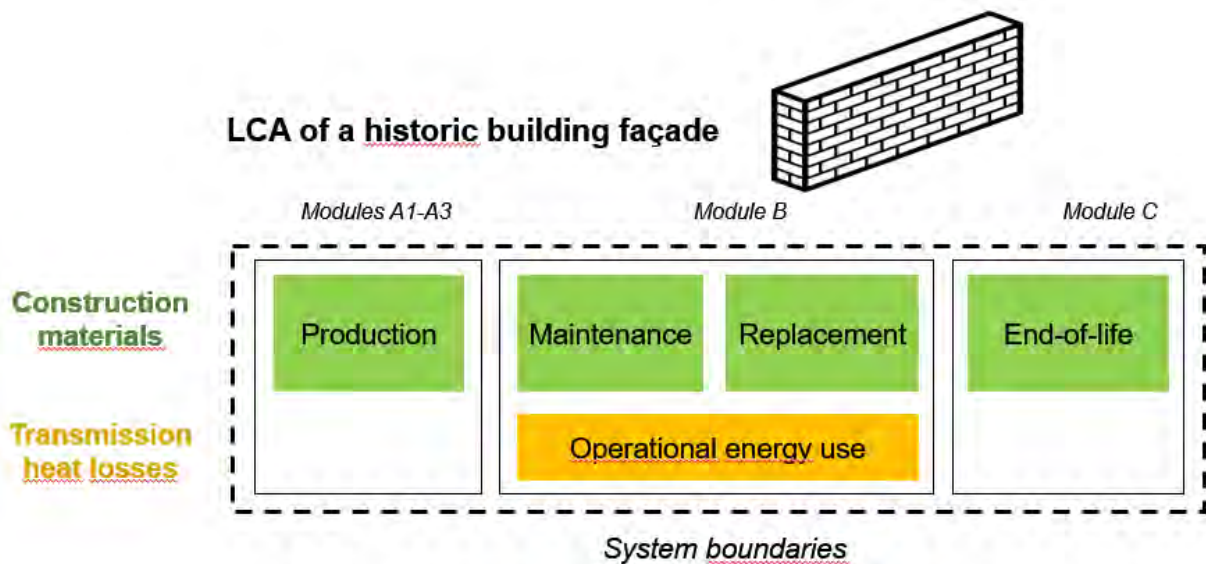 LCA of a historic building façade
Modules A1-A3
Module B
Module C
Construction
materials
Production
Maintenance
Replacement
End-of-life
Transmission
heat losses
Operational energy use
System boundaries